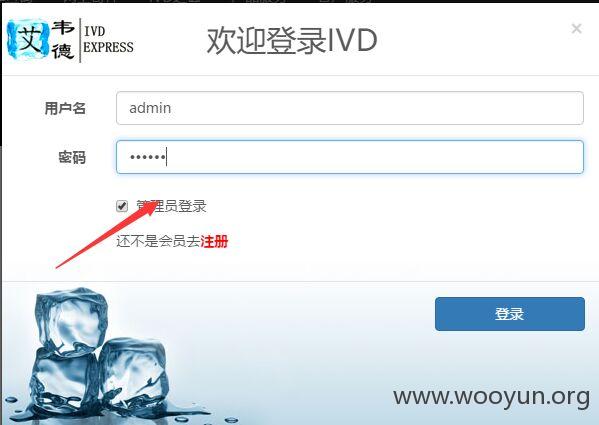 艾 韦德 IVD EXPRESS
欢迎登录IVD
×
用户名 admin
密码 ••••••
管理员登录
还不是会员去注册
登录
www.wooyun.org